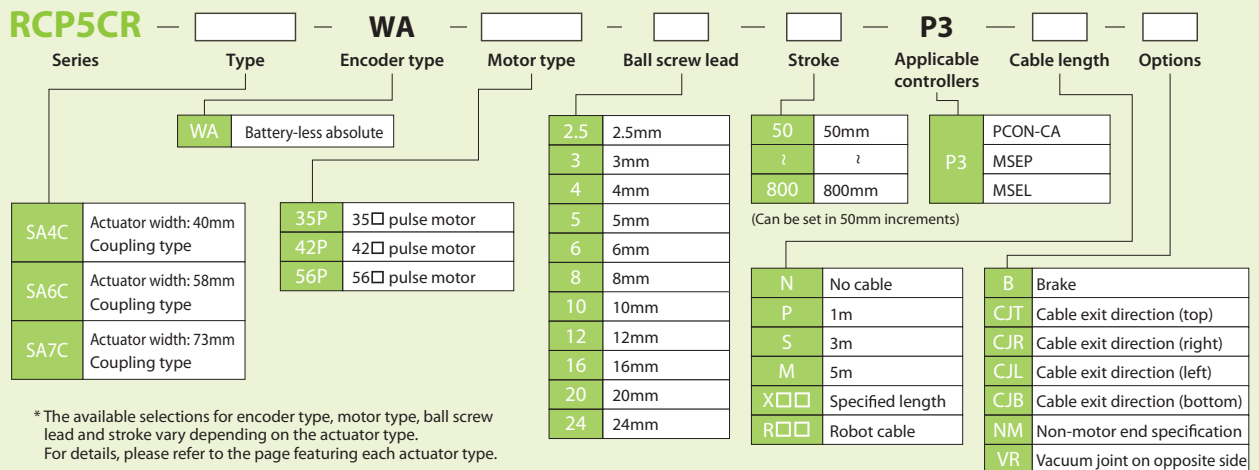 RCP5CR — — WA — — — — P3 — —
Series Type Encoder type Motor type Ball screw lead Stroke Applicable controllers Cable length Options
WA Battery-less absolute
SA4C Actuator width: 40mm
Coupling type
SA6C Actuator width: 58mm
Coupling type
SA7C Actuator width: 73mm
Coupling type
35P 35□ pulse motor
42P 42□ pulse motor
56P 56□ pulse motor
2.5 2.5mm
3 3mm
4 4mm
5 5mm
6 6mm
8 8mm
10 10mm
12 12mm
16 16mm
20 20mm
24 24mm
50 50mm
≀ ≀
800 800mm
(Can be set in 50mm increments)
P3 PCON-CA
MSEP
MSEL
N No cable
P 1m
S 3m
M 5m
X□□ Specified length
R□□ Robot cable
B Brake
CJT Cable exit direction (top)
CJR Cable exit direction (right)
CJL Cable exit direction (left)
CJB Cable exit direction (bottom)
NM Non-motor end specification
VR Vacuum joint on opposite side
* The available selections for encoder type, motor type, ball screw
lead and stroke vary depending on the actuator type.
For details, please refer to the page featuring each actuator type.